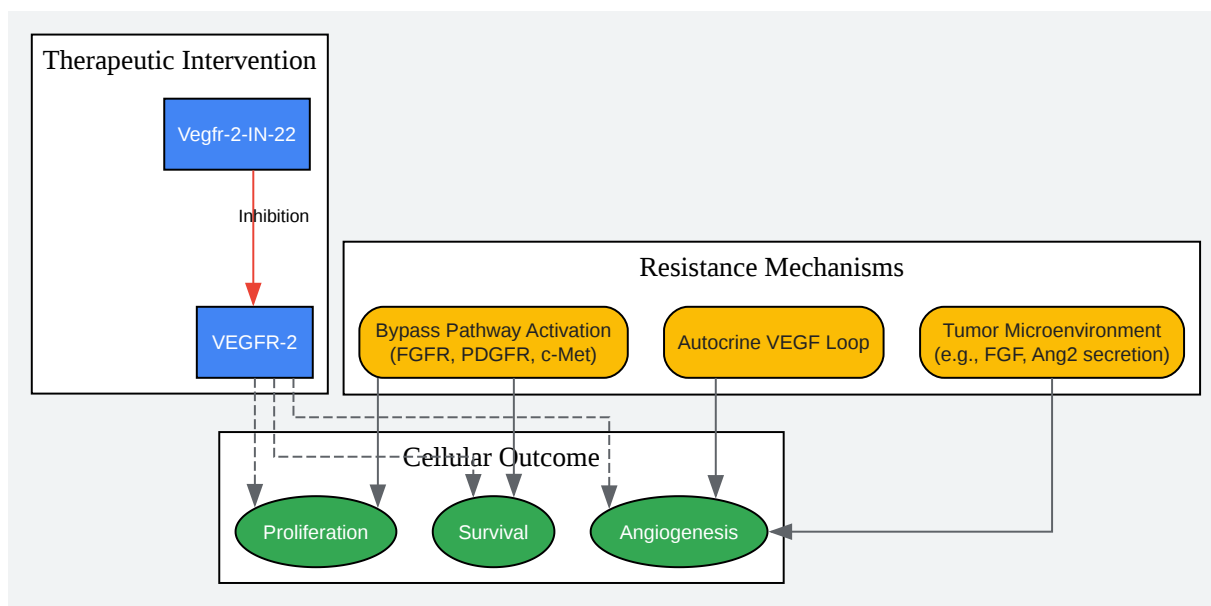 Therapeutic Intervention
Vegfr-2-IN-22
Inhibition
VEGFR-2
Resistance Mechanisms
Bypass Pathway Activation
(FGFR, PDGFR, c-Met)
Autocrine VEGF Loop
Tumor Microenvironment
(e.g., FGF, Ang2 secretion)
Cellular Outcome
Proliferation
Survival
Angiogenesis